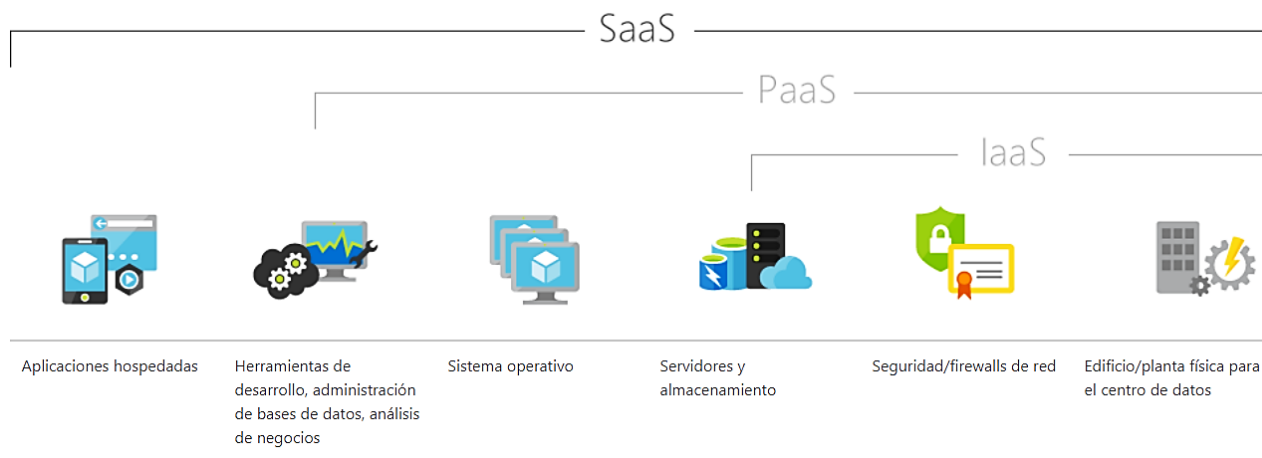 SaaS
PaaS
IaaS
Aplicaciones hospedadas
Herramientas de
desarrollo, administración
de bases de datos, análisis
de negocios
Sistema operativo
Servidores y
almacenamiento
Seguridad/firewalls de red
Edificio/planta física para
el centro de datos